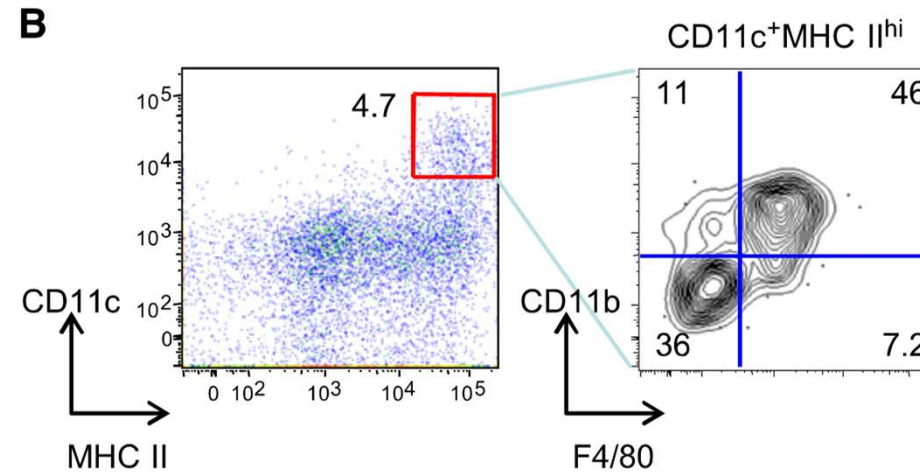 B
CD11c⁺MHC IIʰⁱ
10⁵
4.7
11
46
10⁴
10³
CD11c
CD11b
10²
0
36
7.2
0 10² 10³ 10⁴ 10⁵
MHC II
F4/80